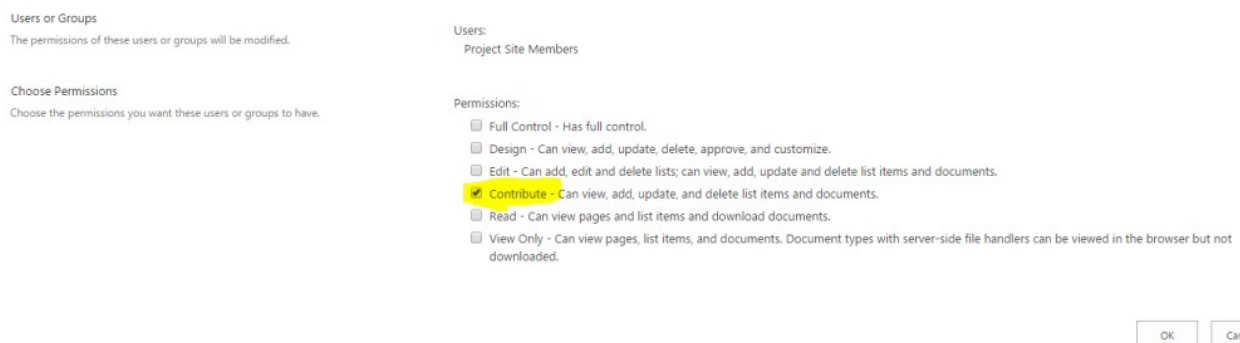 Users or Groups
The permissions of these users or groups will be modified.
Users:
Project Site Members
Choose Permissions
Choose the permissions you want these users or groups to have.
Permissions:
Full Control - Has full control.
Design - Can view, add, update, delete, approve, and customize.
Edit - Can add, edit and delete lists; can view, add, update and delete list items and documents.
Contribute - Can view, add, update, and delete list items and documents.
Read - Can view pages and list items and download documents.
View Only - Can view pages, list items, and documents. Document types with server-side file handlers can be viewed in the browser but not
downloaded.
OK